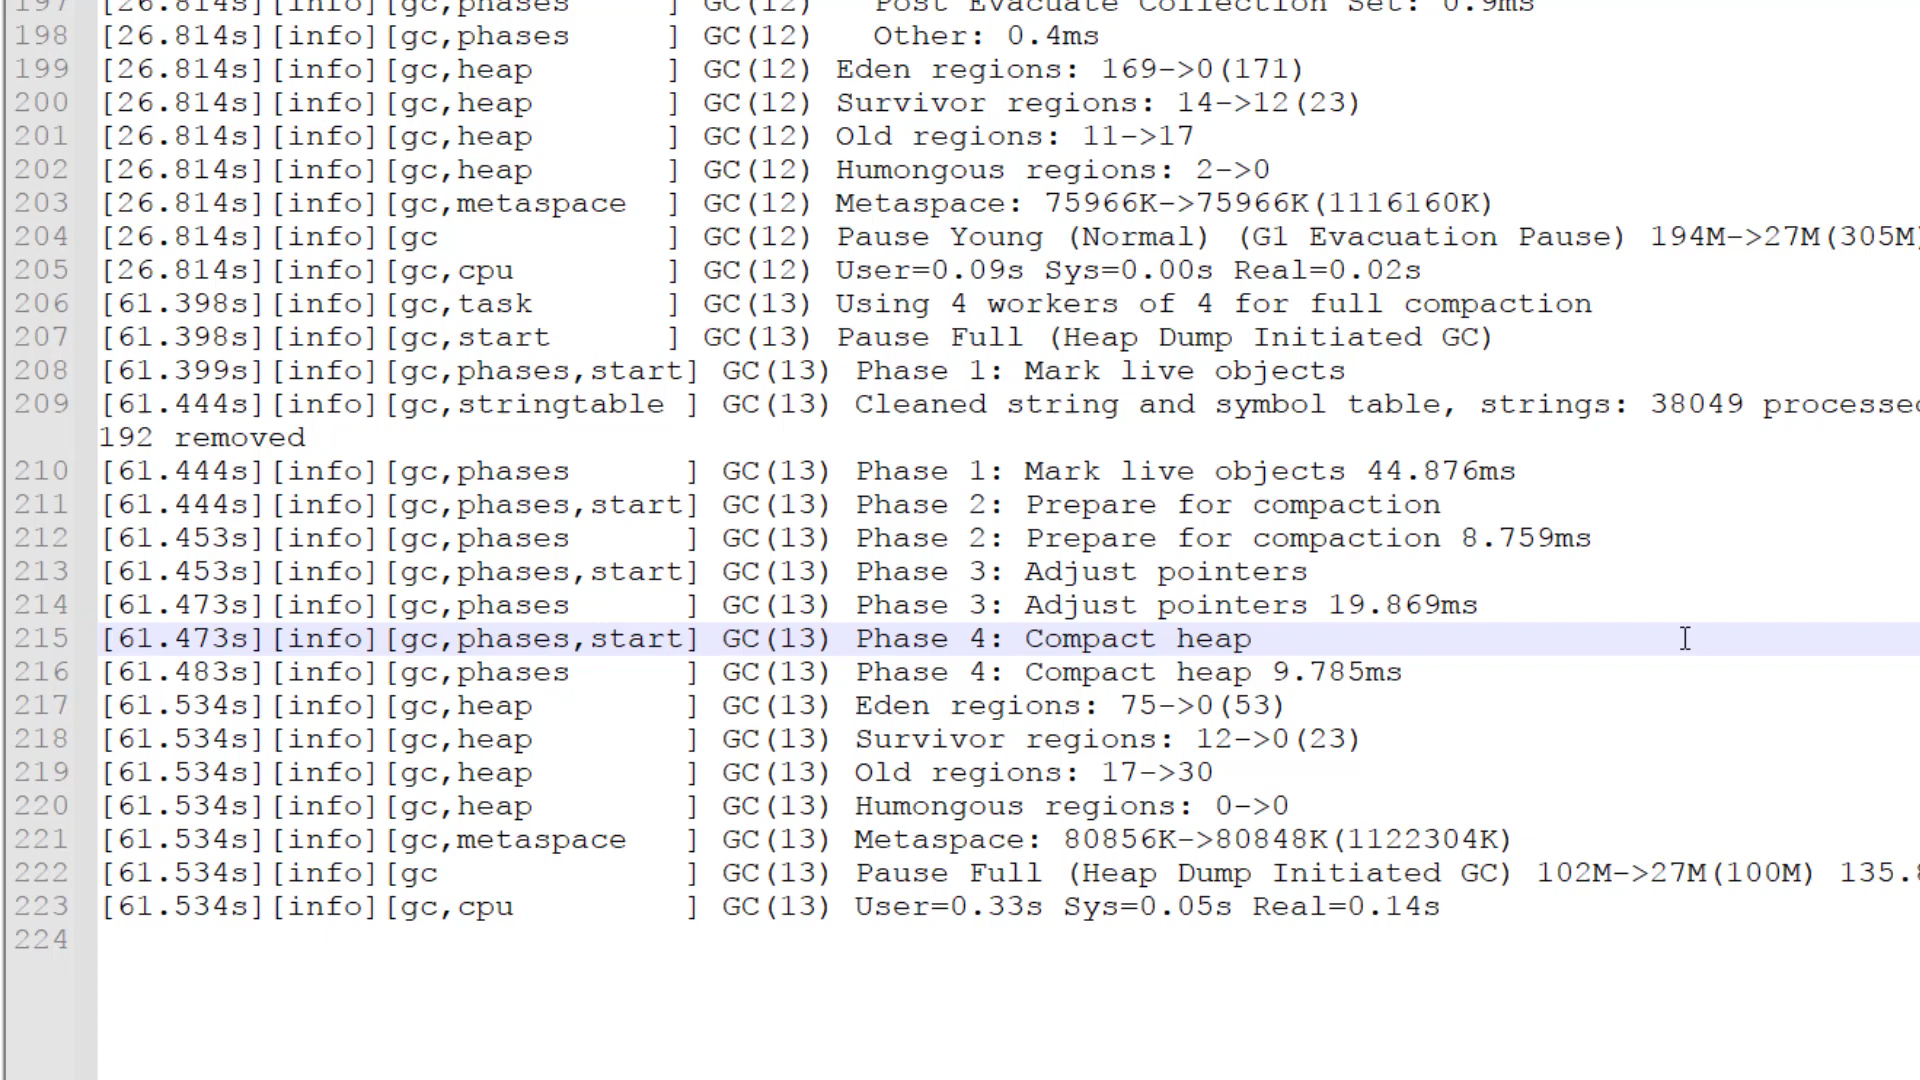 197 [26.814s][info][gc,phases      ] GC(12)   Post Evacuate Collection Set: 0.9ms
198 [26.814s][info][gc,phases      ] GC(12)   Other: 0.4ms
199 [26.814s][info][gc,heap        ] GC(12) Eden regions: 169->0(171)
200 [26.814s][info][gc,heap        ] GC(12) Survivor regions: 14->12(23)
201 [26.814s][info][gc,heap        ] GC(12) Old regions: 11->17
202 [26.814s][info][gc,heap        ] GC(12) Humongous regions: 2->0
203 [26.814s][info][gc,metaspace   ] GC(12) Metaspace: 75966K->75966K(1116160K)
204 [26.814s][info][gc             ] GC(12) Pause Young (Normal) (G1 Evacuation Pause) 194M->27M(305M)
205 [26.814s][info][gc,cpu         ] GC(12) User=0.09s Sys=0.00s Real=0.02s
206 [61.398s][info][gc,task        ] GC(13) Using 4 workers of 4 for full compaction
207 [61.398s][info][gc,start       ] GC(13) Pause Full (Heap Dump Initiated GC)
208 [61.399s][info][gc,phases,start] GC(13) Phase 1: Mark live objects
209 [61.444s][info][gc,stringtable ] GC(13) Cleaned string and symbol table, strings: 38049 processed
192 removed
210 [61.444s][info][gc,phases      ] GC(13) Phase 1: Mark live objects 44.876ms
211 [61.444s][info][gc,phases,start] GC(13) Phase 2: Prepare for compaction
212 [61.453s][info][gc,phases      ] GC(13) Phase 2: Prepare for compaction 8.759ms
213 [61.453s][info][gc,phases,start] GC(13) Phase 3: Adjust pointers
214 [61.473s][info][gc,phases      ] GC(13) Phase 3: Adjust pointers 19.869ms
215 [61.473s][info][gc,phases,start] GC(13) Phase 4: Compact heap
216 [61.483s][info][gc,phases      ] GC(13) Phase 4: Compact heap 9.785ms
217 [61.534s][info][gc,heap        ] GC(13) Eden regions: 75->0(53)
218 [61.534s][info][gc,heap        ] GC(13) Survivor regions: 12->0(23)
219 [61.534s][info][gc,heap        ] GC(13) Old regions: 17->30
220 [61.534s][info][gc,heap        ] GC(13) Humongous regions: 0->0
221 [61.534s][info][gc,metaspace   ] GC(13) Metaspace: 80856K->80848K(1122304K)
222 [61.534s][info][gc             ] GC(13) Pause Full (Heap Dump Initiated GC) 102M->27M(100M)
223 [61.534s][info][gc,cpu         ] GC(13) User=0.33s Sys=0.05s Real=0.14s
224